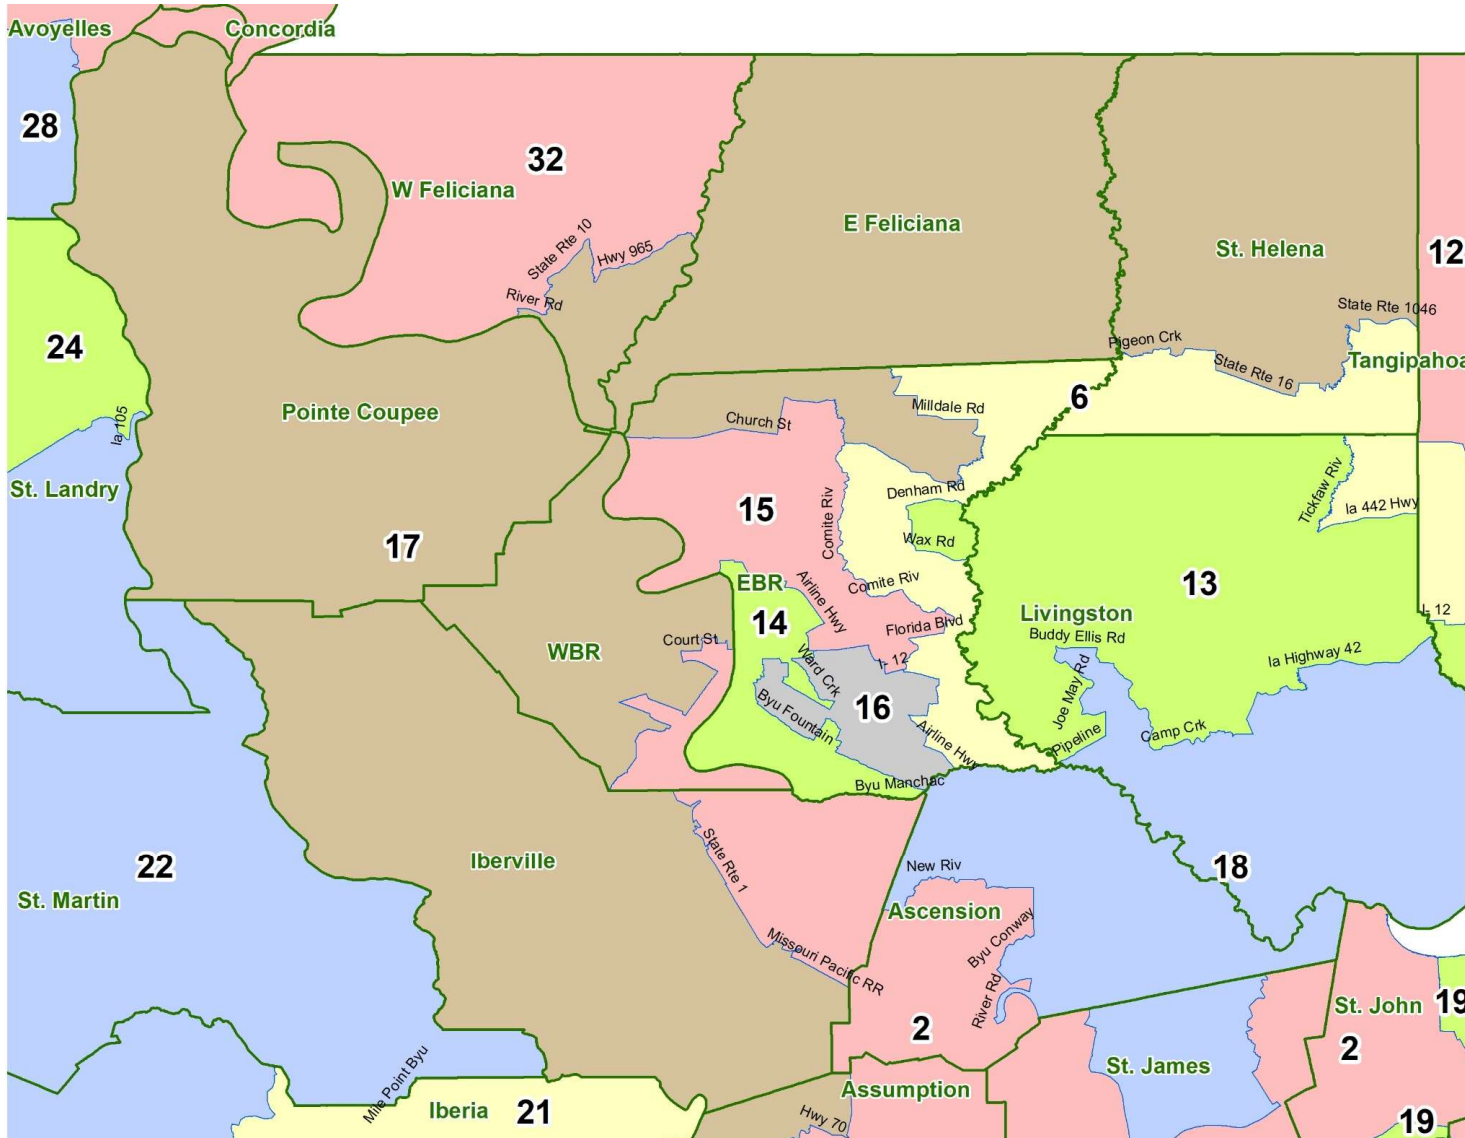 Avoyelles
Concordia
28
32
W Feliciana
E Feliciana
St. Helena
12
State Rte 10
Hwy 965
River Rd
State Rte 1046
24
Pigeon Crk
State Rte 16
Tangipahoa
6
Milldale Rd
Church St
la 105
Pointe Coupee
St. Landry
15
Comite Riv
Denham Rd
Wax Rd
Tickfaw Riv
la 442 Hwy
17
EBR
Airline Hwy
Comite Riv
13
Livingston
I- 12
14
Florida Blvd
Buddy Ellis Rd
Court St
WBR
Ward Crk
I- 12
la Highway 42
Joe May Rd
Byu Fountain
16
Airline Hwy
Pipeline
Camp Crk
Byu Manchac
State Rte 1
Iberville
22
St. Martin
New Riv
18
Ascension
Byu Conway
Missouri Pacific RR
River Rd
2
St. John
19
2
St. James
Mile Point Byu
Assumption
Iberia
21
Hwy 70
19